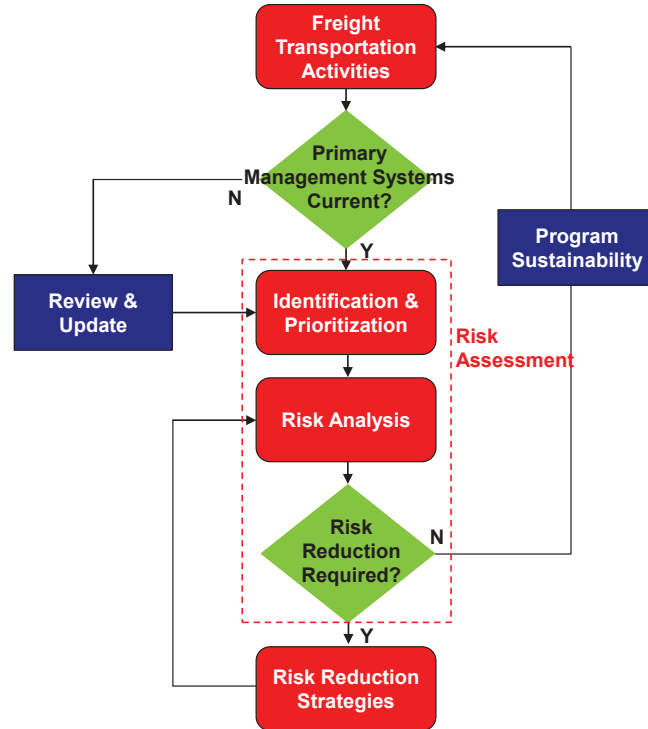 Freight
Transportation
Activities
Primary
Management Systems
Current?
N
Y
Program
Sustainability
Review &
Update
Identification &
Prioritization
Risk
Assessment
Risk Analysis
Risk
Reduction
Required?
N
Y
Risk Reduction
Strategies